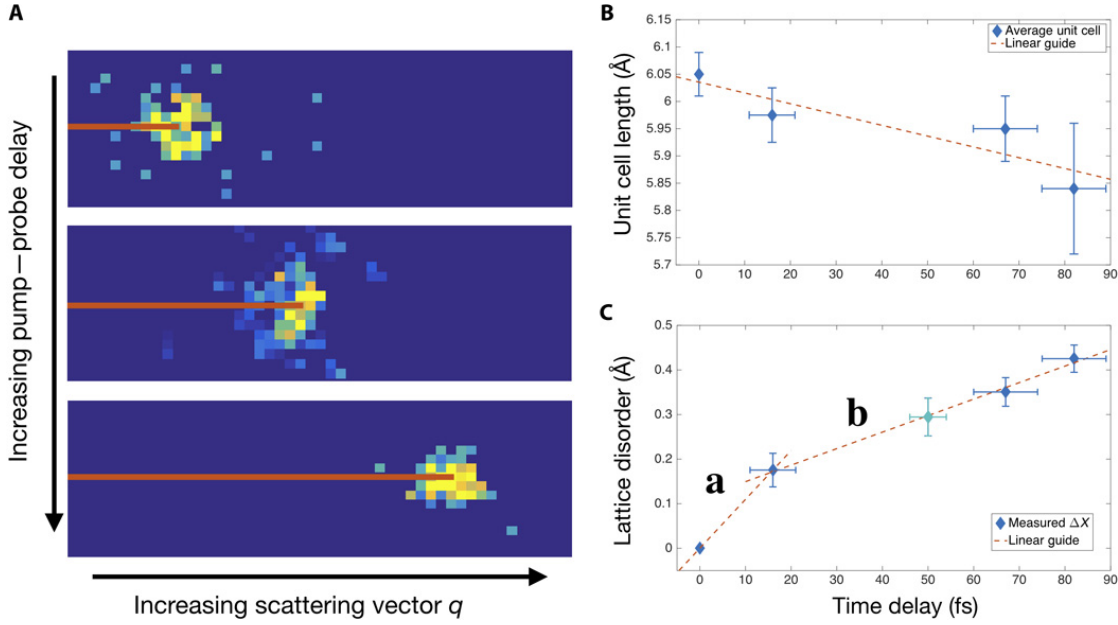 A
Increasing pump—probe delay
Increasing scattering vector q
B
Unit cell length (Å)
6.15
6.1
6.05
6
5.95
5.9
5.85
5.8
5.75
5.7
0
10
20
30
40
50
60
70
80
90
Average unit cell
Linear guide
C
Lattice disorder (Å)
0.5
0.4
0.3
0.2
0.1
0
a
b
Measured ΔX
Linear guide
0
10
20
30
40
50
60
70
80
90
Time delay (fs)